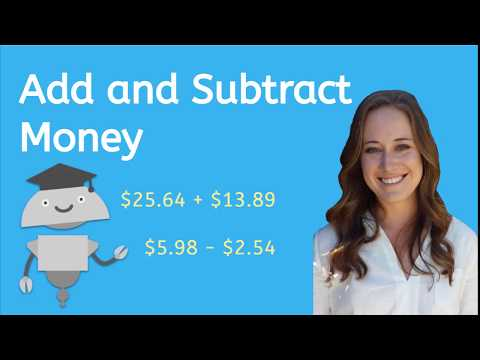 Add and Subtract
Money
$25.64 + $13.89
$5.98 - $2.54